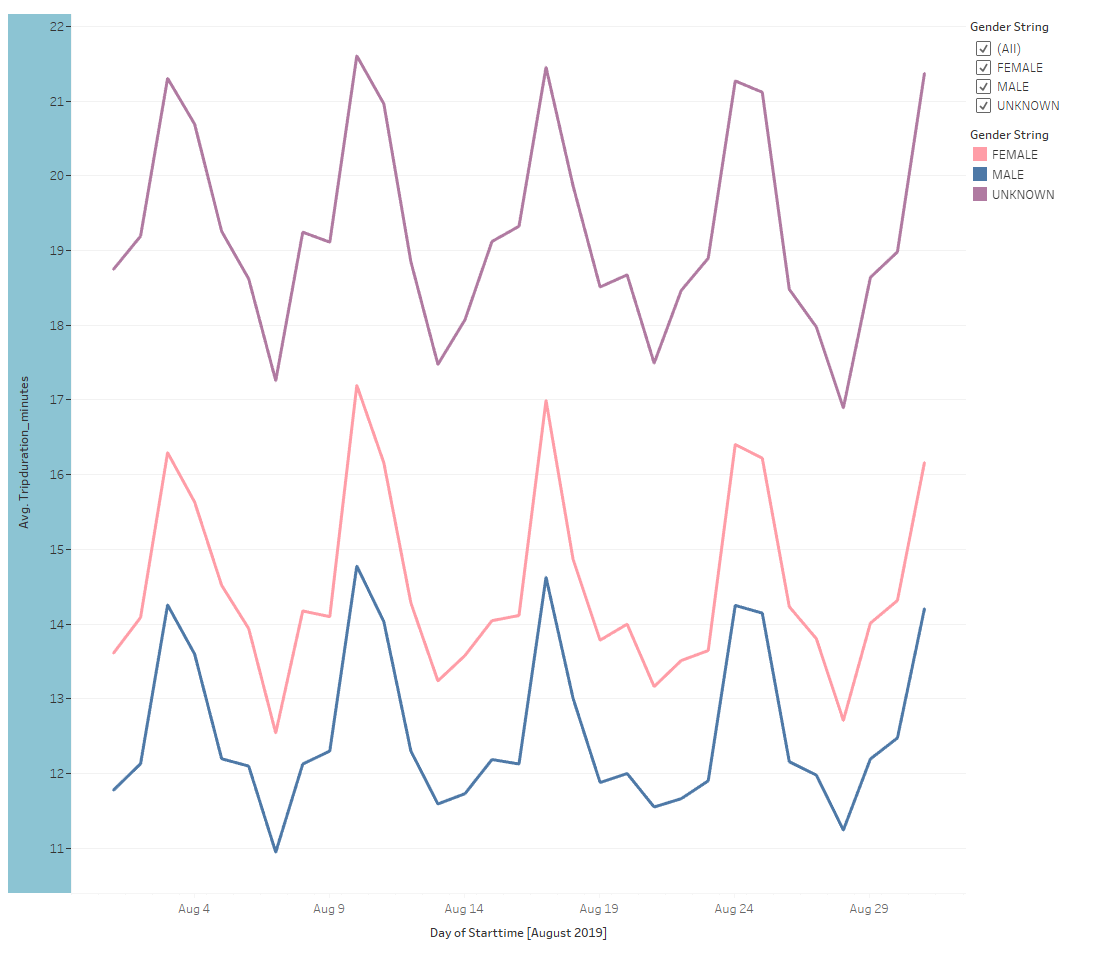 22
21
20
19
18
17
16
15
14
13
12
11
Avg. Tripduration_minutes
Aug 4 Aug 9 Aug 14 Aug 19 Aug 24 Aug 29
Day of Starttime [August 2019]
Gender String
(All)
FEMALE
MALE
UNKNOWN
Gender String
FEMALE
MALE
UNKNOWN